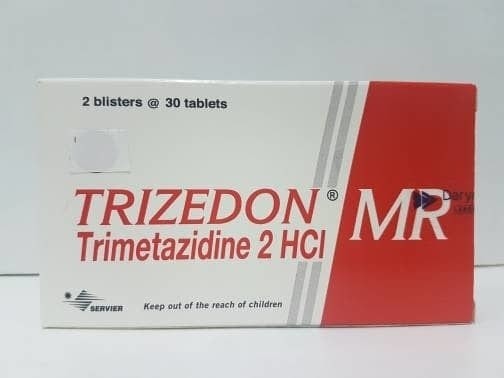 2 blisters @ 30 tablets
TRIZEDON® MR
Trimetazidine 2 HCl
SERVIER
Keep out of the reach of children